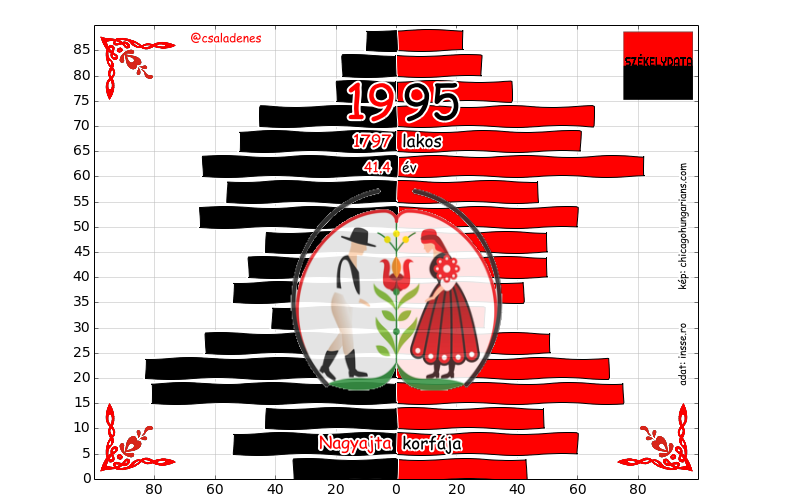 @csaladenes
SZÉKELYDATA
1995
1797 lakos
41,4 év
kép: chicagohungarians.com
adat: insse.ro
Nagyajta korfája
85
80
75
70
65
60
55
50
45
40
35
30
25
20
15
10
5
0
80 60 40 20 0 20 40 60 80